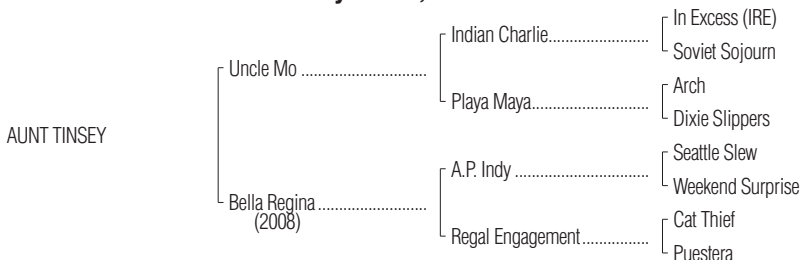 In Excess (IRE)
Indian Charlie
Soviet Sojourn
Uncle Mo
Arch
Playa Maya
Dixie Slippers
AUNT TINSEY
Seattle Slew
A.P. Indy
Weekend Surprise
Bella Regina
(2008)
Cat Thief
Regal Engagement
Puestera